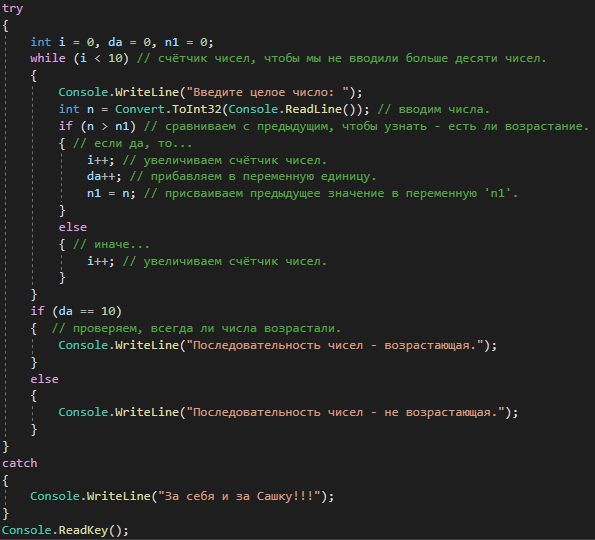 try
{
    int i = 0, da = 0, n1 = 0;
    while (i < 10) // счётчик чисел, чтобы мы не вводили больше десяти чисел.
    {
        Console.WriteLine("Введите целое число: ");
        int n = Convert.ToInt32(Console.ReadLine()); // вводим числа.
        if (n > n1) // сравниваем с предыдущим, чтобы узнать - есть ли возрастание.
        { // если да, то...
            i++; // увеличиваем счётчик чисел.
            da++; // прибавляем в переменную единицу.
            n1 = n; // присваиваем предыдущее значение в переменную 'n1'.
        }
        else
        { // иначе...
            i++; // увеличиваем счётчик чисел.
        }
    }
    if (da == 10)
    {  // проверяем, всегда ли числа возрастали.
        Console.WriteLine("Последовательность чисел - возрастающая.");
    }
    else
    {
        Console.WriteLine("Последовательность чисел - не возрастающая.");
    }
}
catch
{
    Console.WriteLine("За себя и за Сашку!!!");
}
Console.ReadKey();